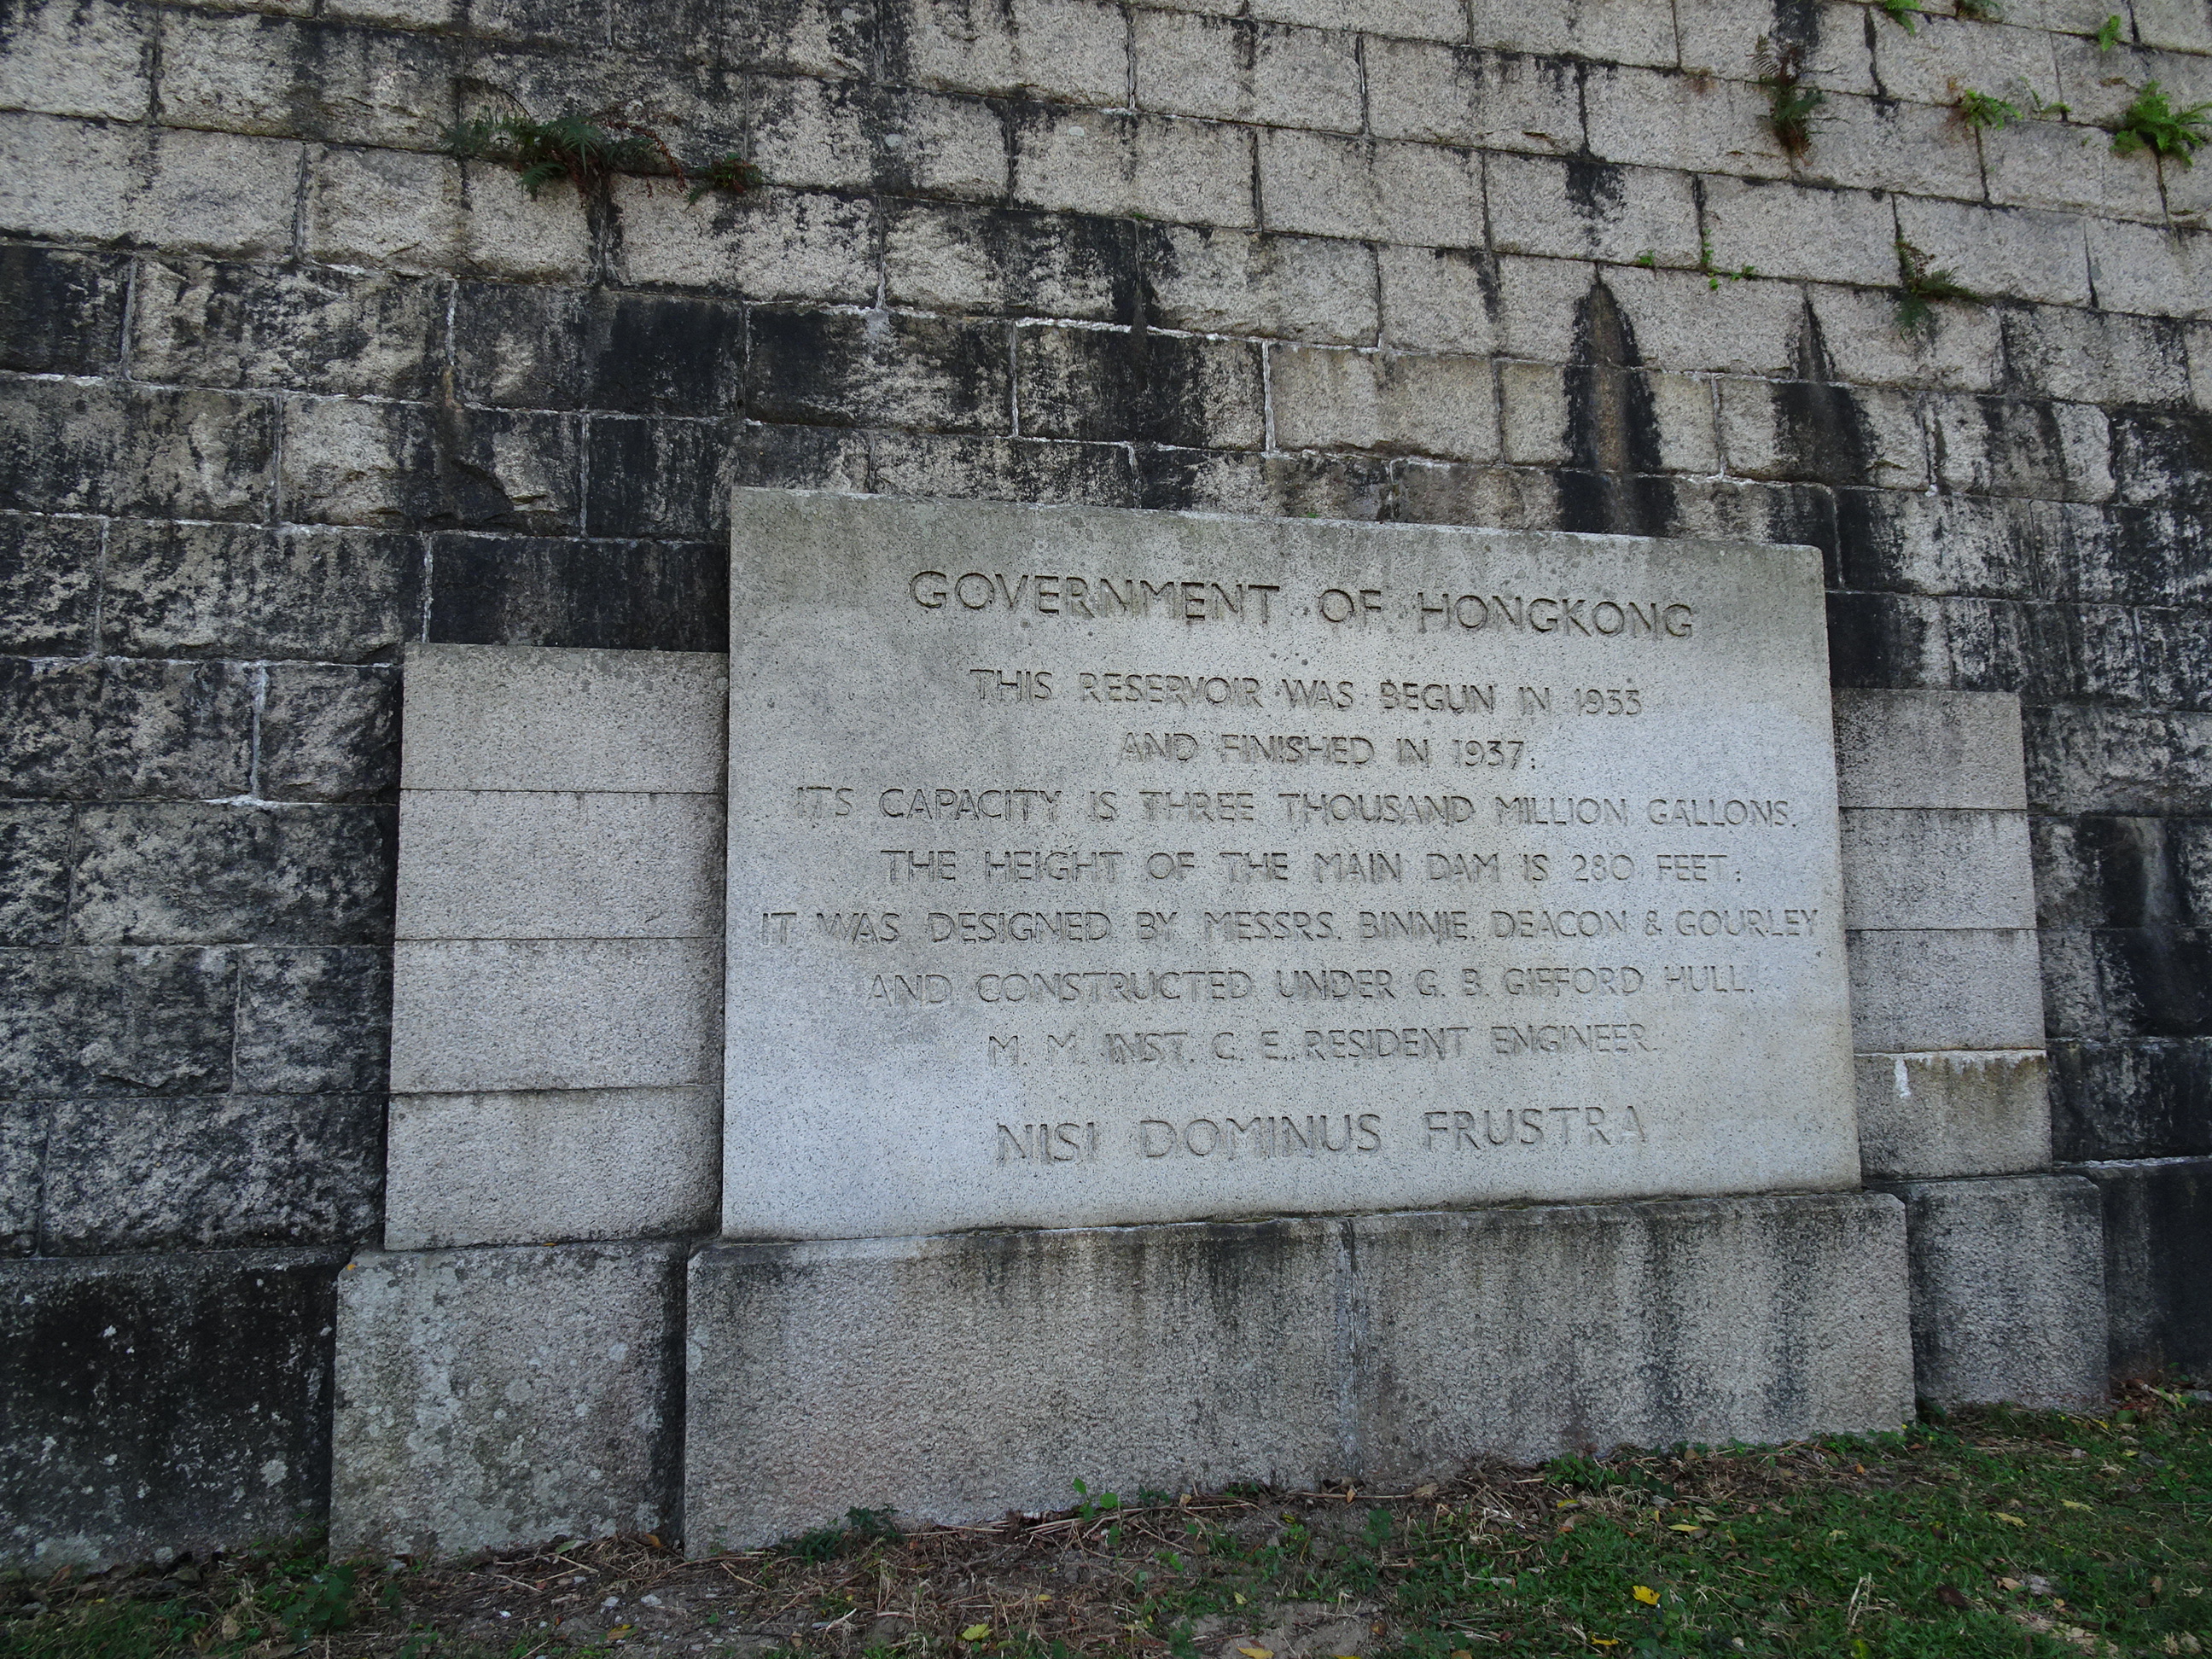 GOVERNMENT OF HONGKONG
THIS RESERVOIR WAS BEGUN IN 1933
AND FINISHED IN 1937;
ITS CAPACITY IS THREE THOUSAND MILLION GALLONS.
THE HEIGHT OF THE MAIN DAM IS 280 FEET;
IT WAS DESIGNED BY MESSRS. BINNIE, DEACON & GOURLEY
AND CONSTRUCTED UNDER G. B. GIFFORD HULL.
M. M. INST. C. E., RESIDENT ENGINEER.
NISI DOMINUS FRUSTRA